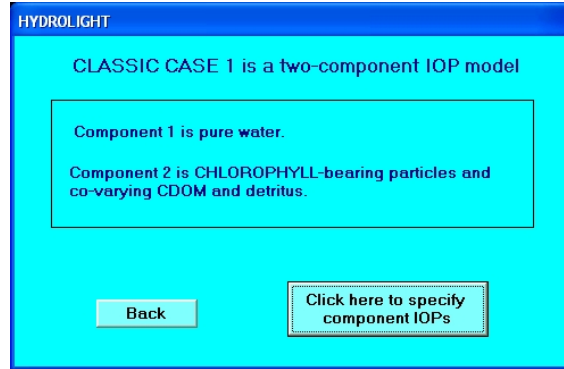 HYDROLIGHT
CLASSIC CASE 1 is a two-component IOP model
Component 1 is pure water.
Component 2 is CHLOROPHYLL-bearing particles and
co-varying CDOM and detritus.
Back
Click here to specify
component IOPs